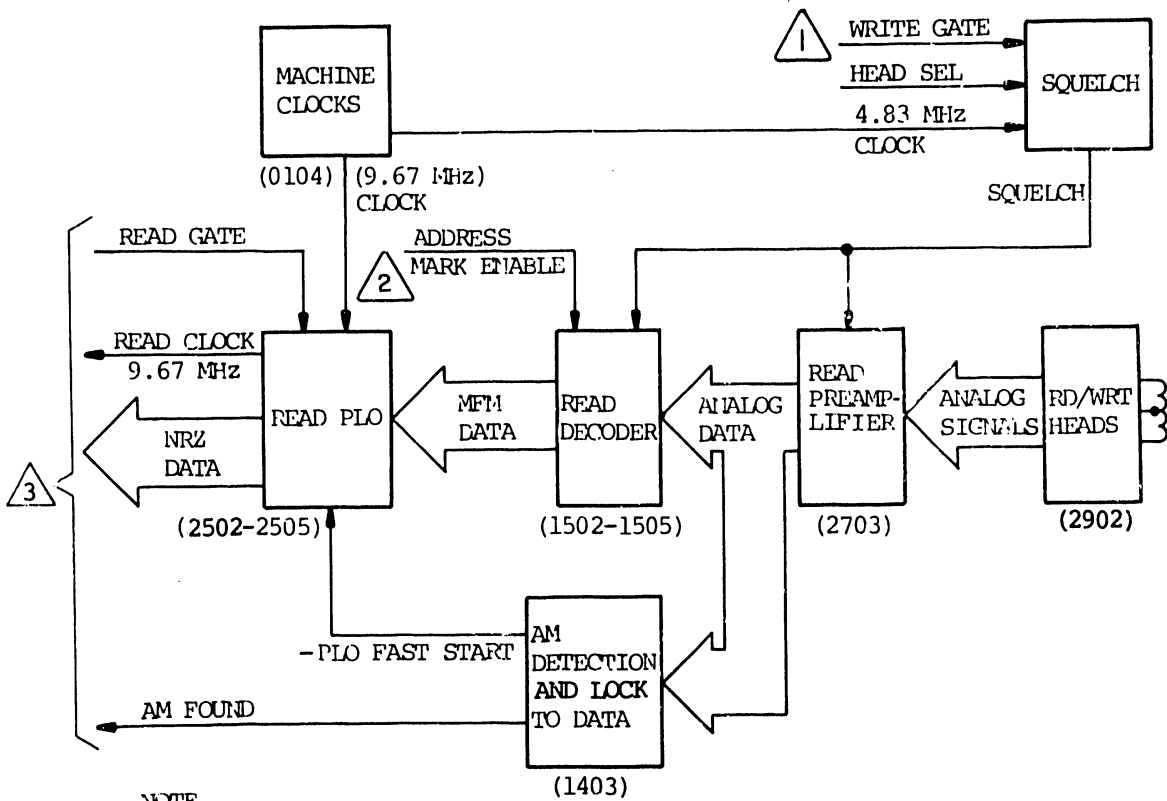 1
WRITE GATE
HEAD SEL
4.83 MHz
CLOCK
SQUELCH
MACHINE
CLOCKS
(0104)
(9.67 MHz)
CLOCK
SQUELCH
READ GATE
2
ADDRESS
MARK ENABLE
READ CLOCK
9.67 MHz
NRZ
DATA
3
READ PLO
(2502-2505)
MFM
DATA
READ
DECODER
(1502-1505)
ANALOG
DATA
READ
PREAMP-
LIFIER
(2703)
ANALOG
SIGNALS
RD/WRT
HEADS
(2902)
-PLO FAST START
AM FOUND
AM
DETECTION
AND LOCK
TO DATA
(1403)
NOTE